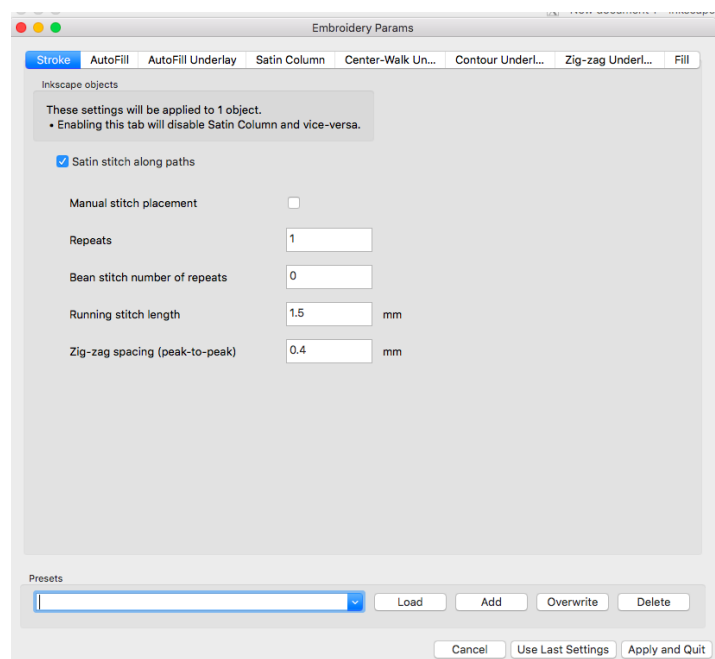 Embroidery Params
Stroke AutoFill AutoFill Underlay Satin Column Center-Walk Un... Contour Underl... Zig-zag Underl... Fill
Inkscape objects
These settings will be applied to 1 object.
• Enabling this tab will disable Satin Column and vice-versa.
Satin stitch along paths
Manual stitch placement
Repeats 1
Bean stitch number of repeats 0
Running stitch length 1.5 mm
Zig-zag spacing (peak-to-peak) 0.4 mm
Presets
Load Add Overwrite Delete
Cancel Use Last Settings Apply and Quit